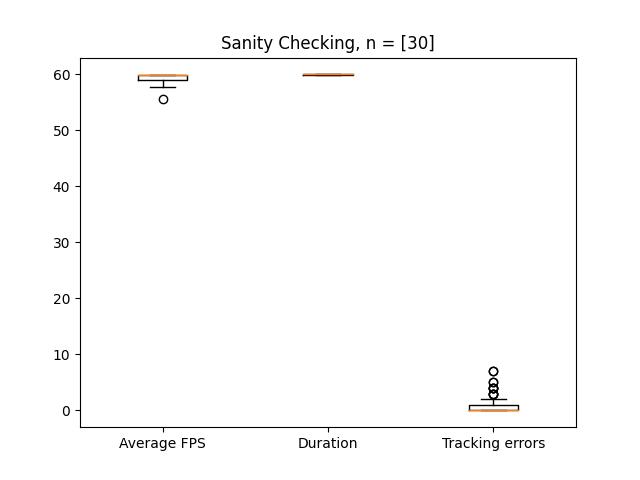 Sanity Checking, n = [30]
60
50
40
30
20
10
0
Average FPS
Duration
Tracking errors